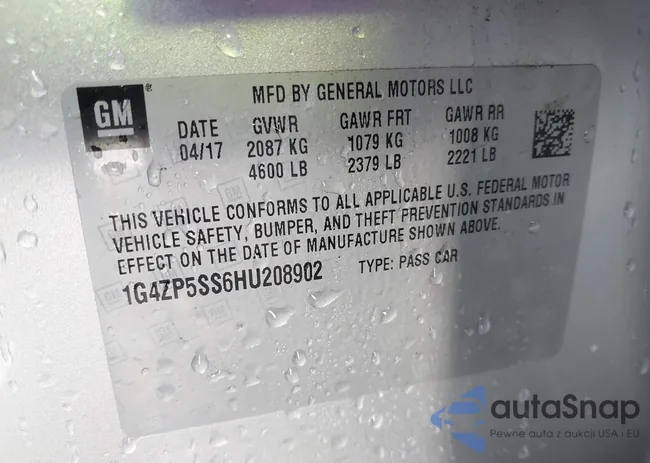 GM
MFD BY GENERAL MOTORS LLC
DATE GVWR GAWR FRT GAWR RR
04/17 2087 KG 1079 KG 1008 KG
4600 LB 2379 LB 2221 LB
THIS VEHICLE CONFORMS TO ALL APPLICABLE U.S. FEDERAL MOTOR
VEHICLE SAFETY, BUMPER, AND THEFT PREVENTION STANDARDS IN
EFFECT ON THE DATE OF MANUFACTURE SHOWN ABOVE.
1G4ZP5SS6HU208902 TYPE: PASS CAR
autaSnap
Pewne auta z aukcji USA i EU